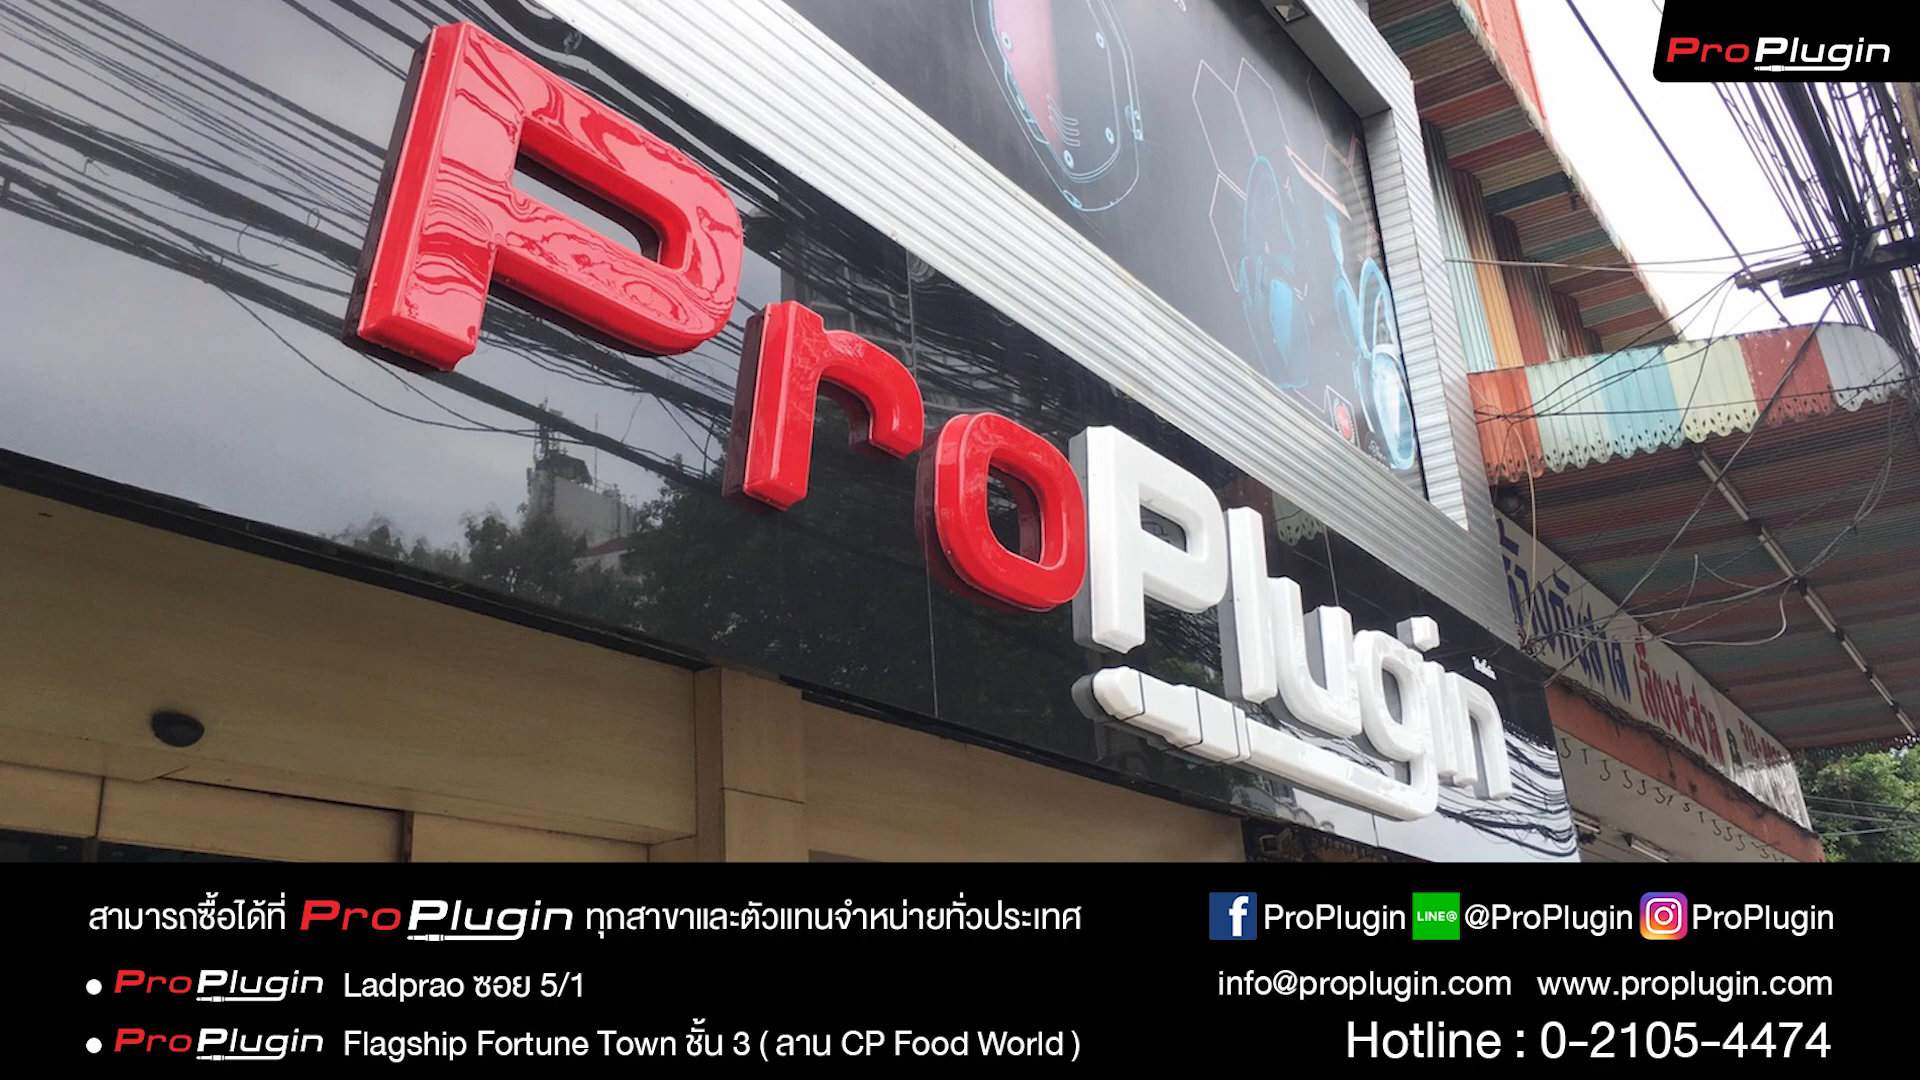 ProPlugin
ProPlugin
สามารถซื้อได้ที่ ProPlugin ทุกสาขาและตัวแทนจำหน่ายทั่วประเทศ
• ProPlugin Ladprao ซอย 5/1
• ProPlugin Flagship Fortune Town ชั้น 3 ( ลาน CP Food World )
ProPlugin LINE@ @ProPlugin ProPlugin
info@proplugin.com www.proplugin.com
Hotline : 0-2105-4474